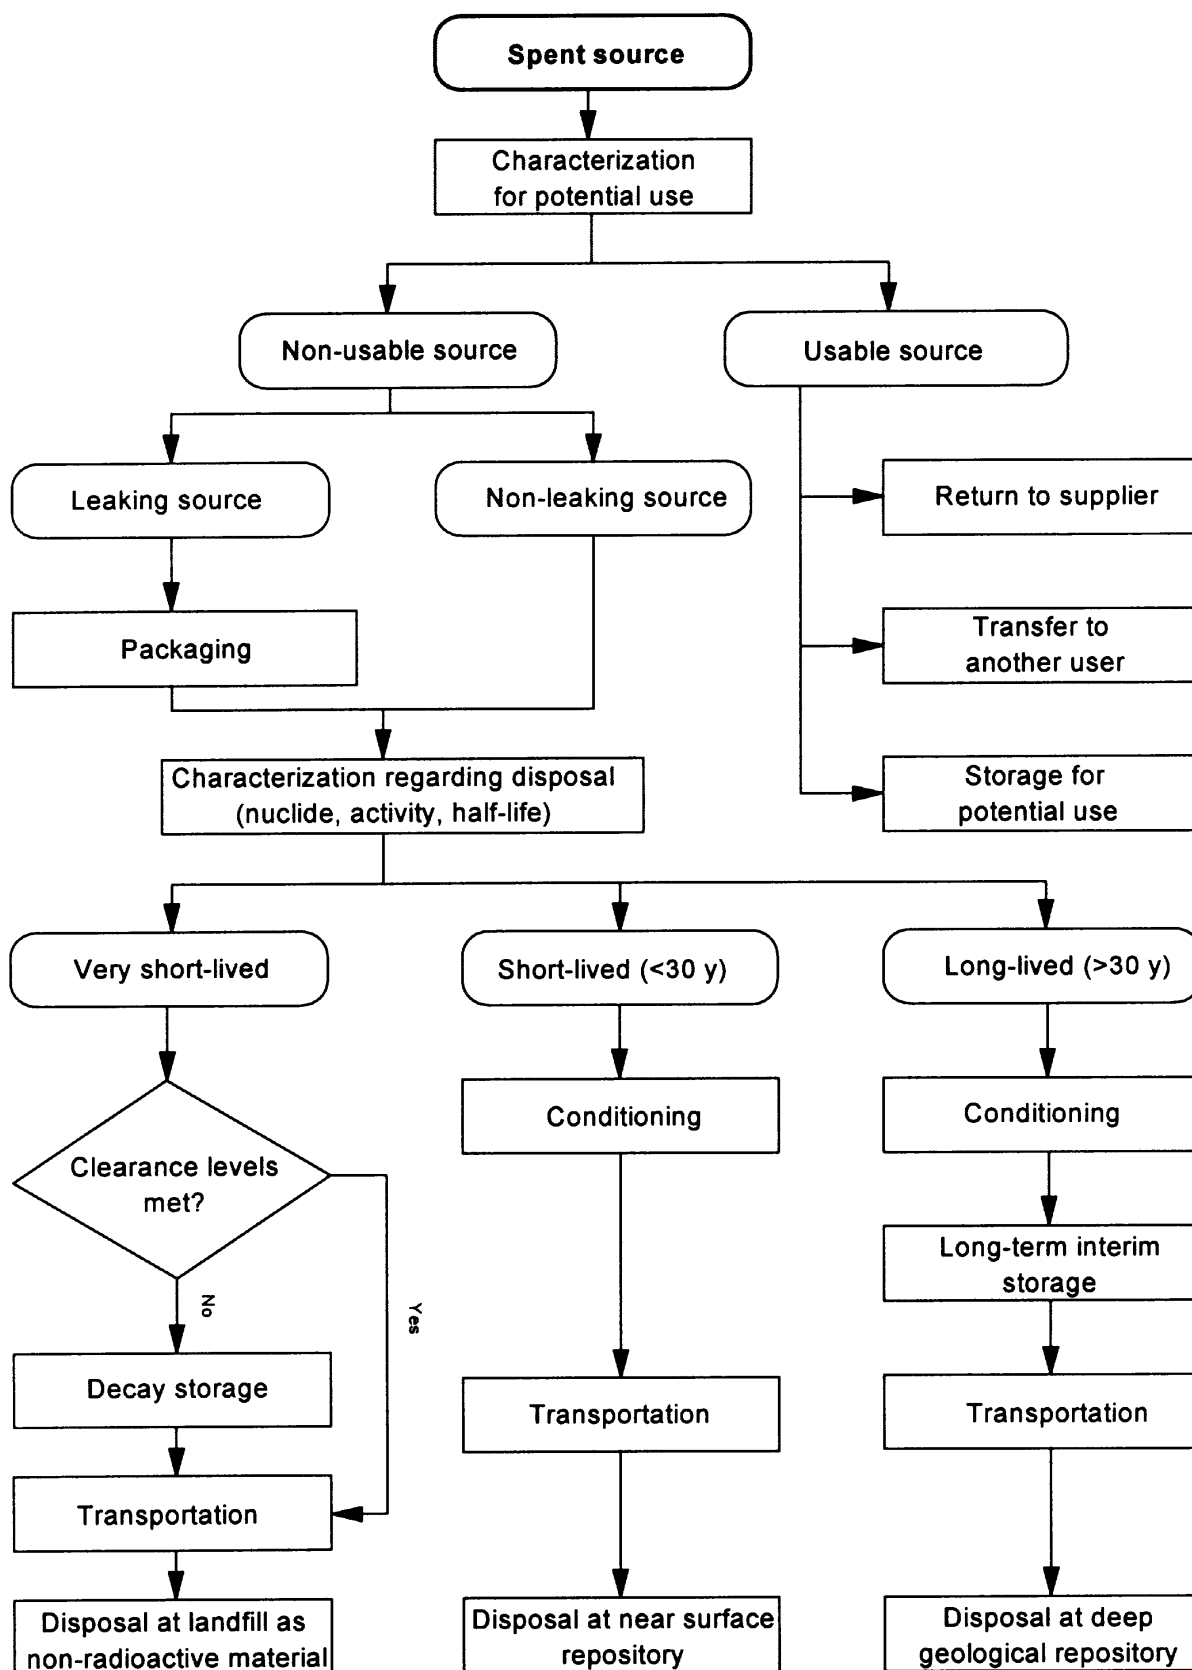 Spent source
Characterization
for potential use
Non-usable source
Usable source
Leaking source
Non-leaking source
Return to supplier
Packaging
Transfer to
another user
Characterization regarding disposal
(nuclide, activity, half-life)
Storage for
potential use
Very short-lived
Short-lived (<30 y)
Long-lived (>30 y)
Clearance levels
met?
Conditioning
Conditioning
Long-term interim
storage
No
Yes
Decay storage
Transportation
Transportation
Transportation
Disposal at landfill as
non-radioactive material
Disposal at near surface
repository
Disposal at deep
geological repository